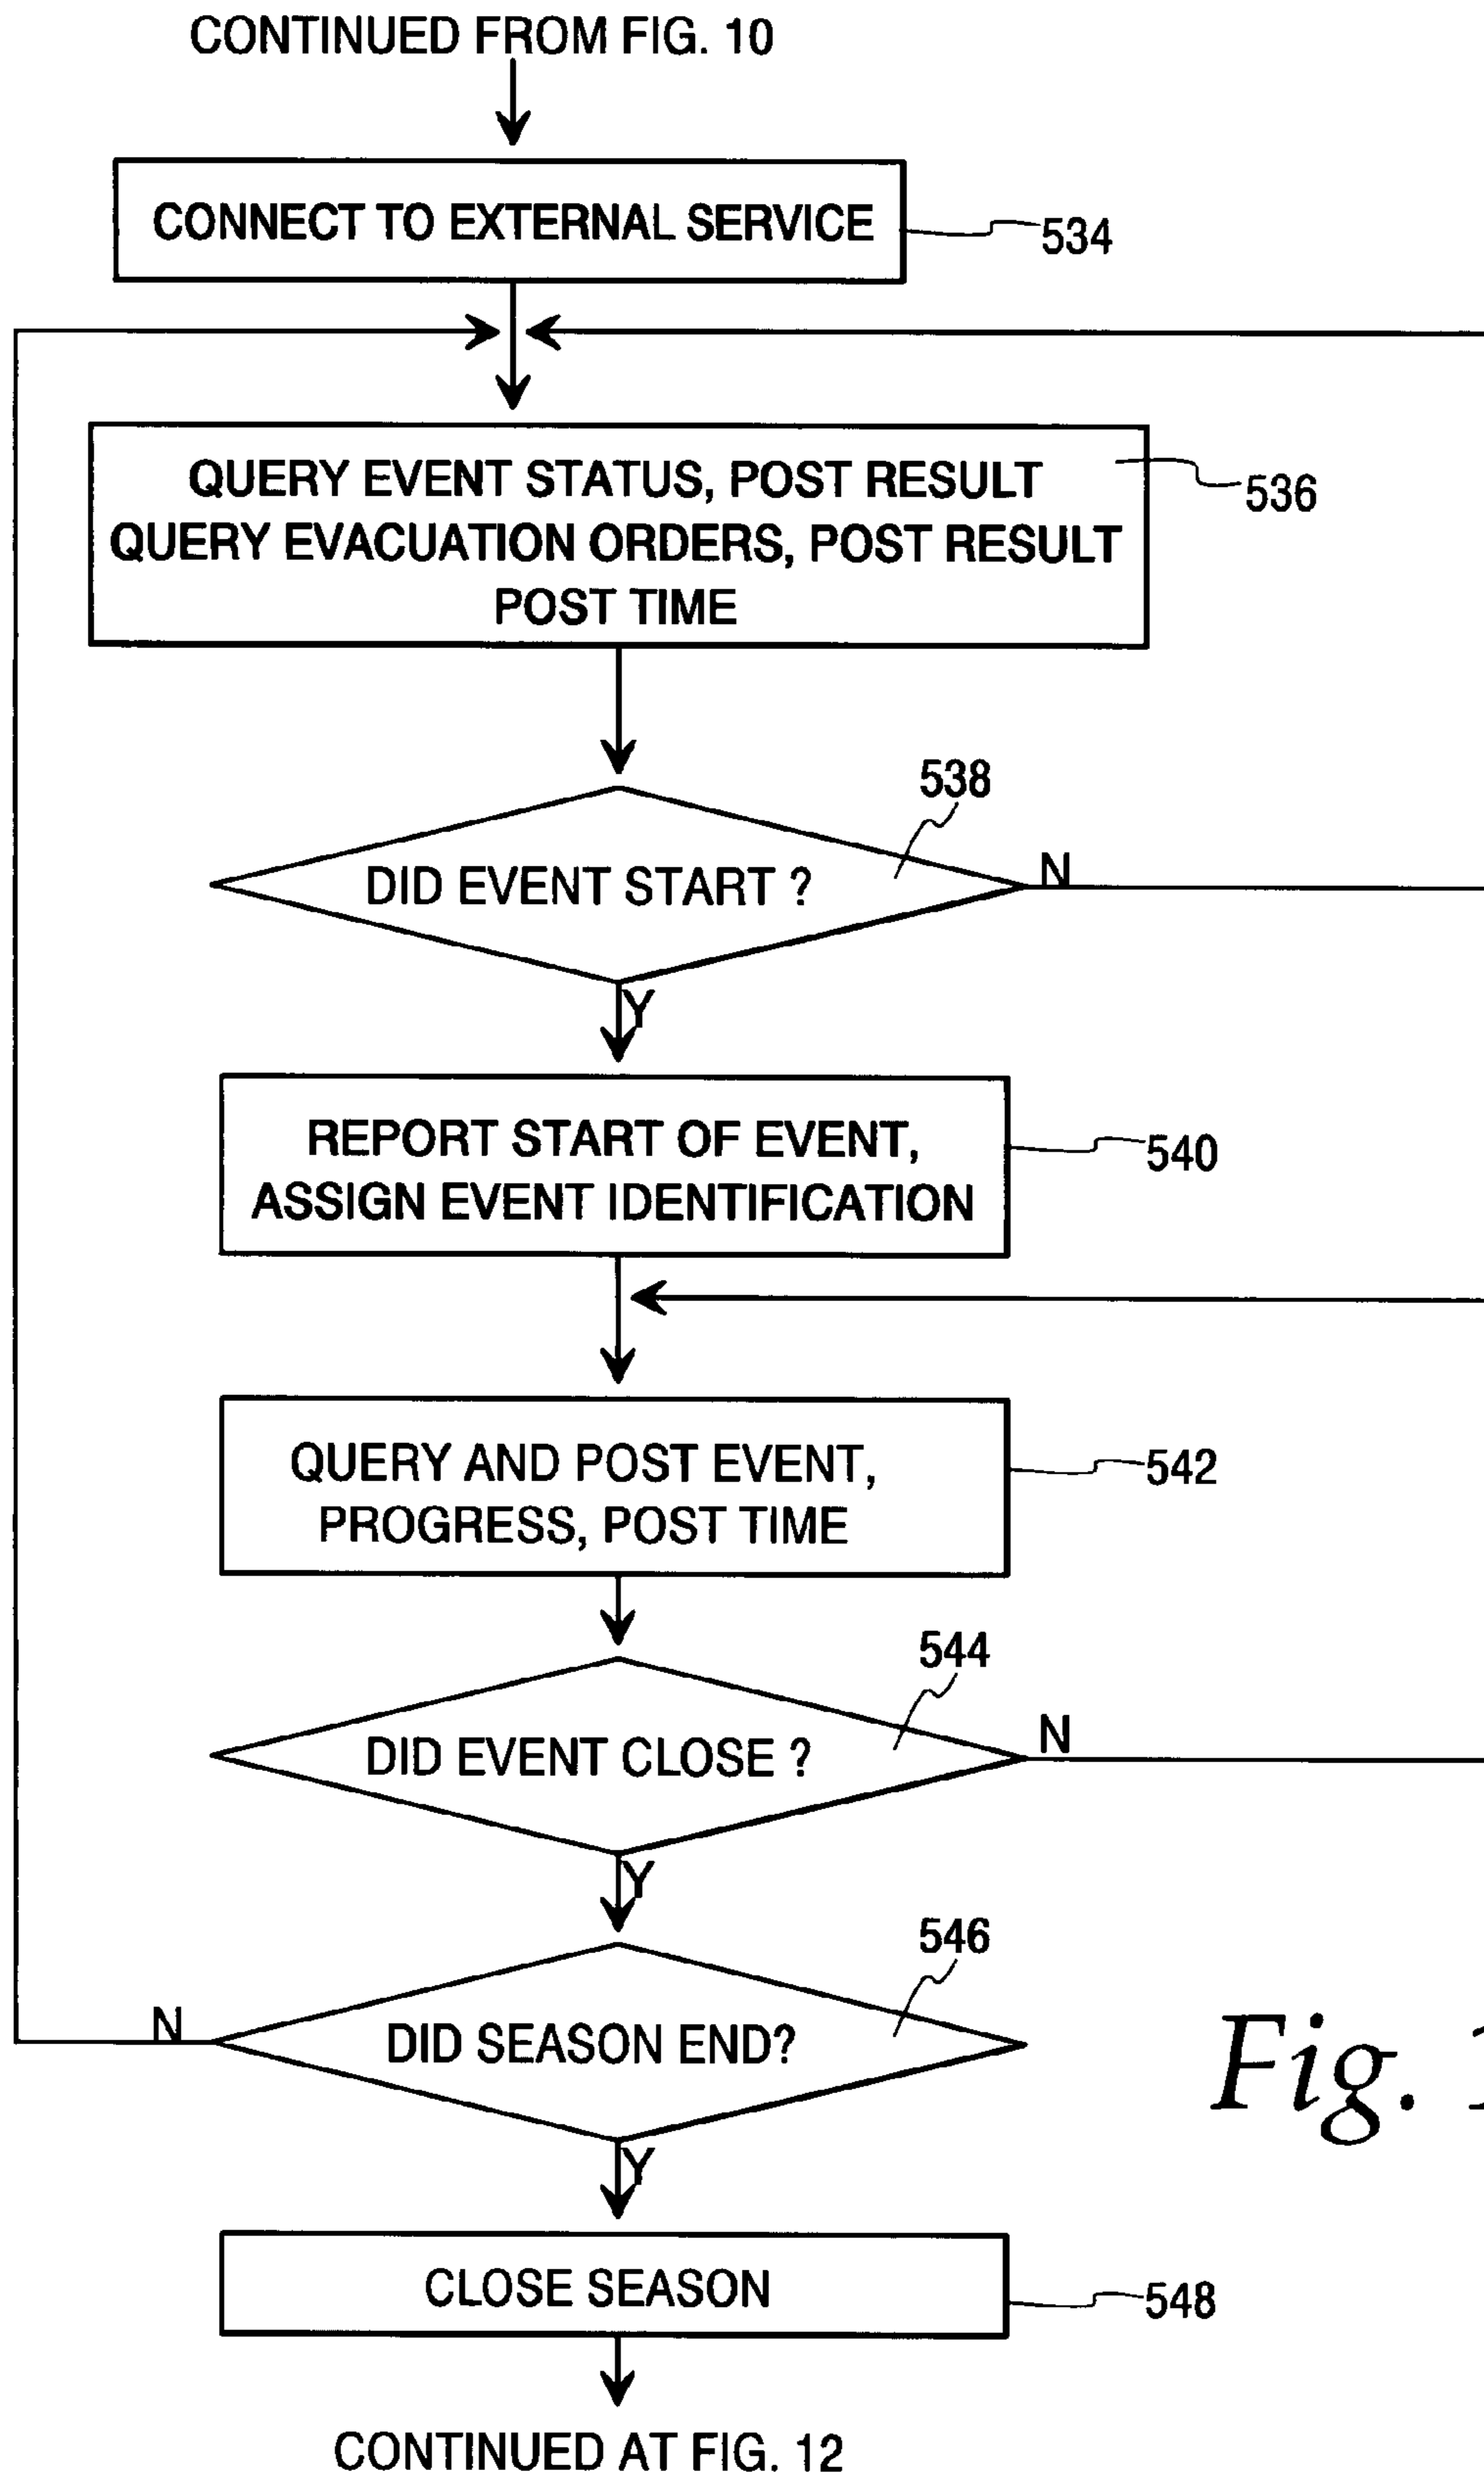 CONTINUED FROM FIG. 10
CONNECT TO EXTERNAL SERVICE
534
QUERY EVENT STATUS, POST RESULT
QUERY EVACUATION ORDERS, POST RESULT
POST TIME
536
538
DID EVENT START ?
N
Y
REPORT START OF EVENT,
ASSIGN EVENT IDENTIFICATION
540
QUERY AND POST EVENT,
PROGRESS, POST TIME
542
544
DID EVENT CLOSE ?
N
Y
546
N
DID SEASON END?
Fig.
Y
CLOSE SEASON
548
CONTINUED AT FIG. 12